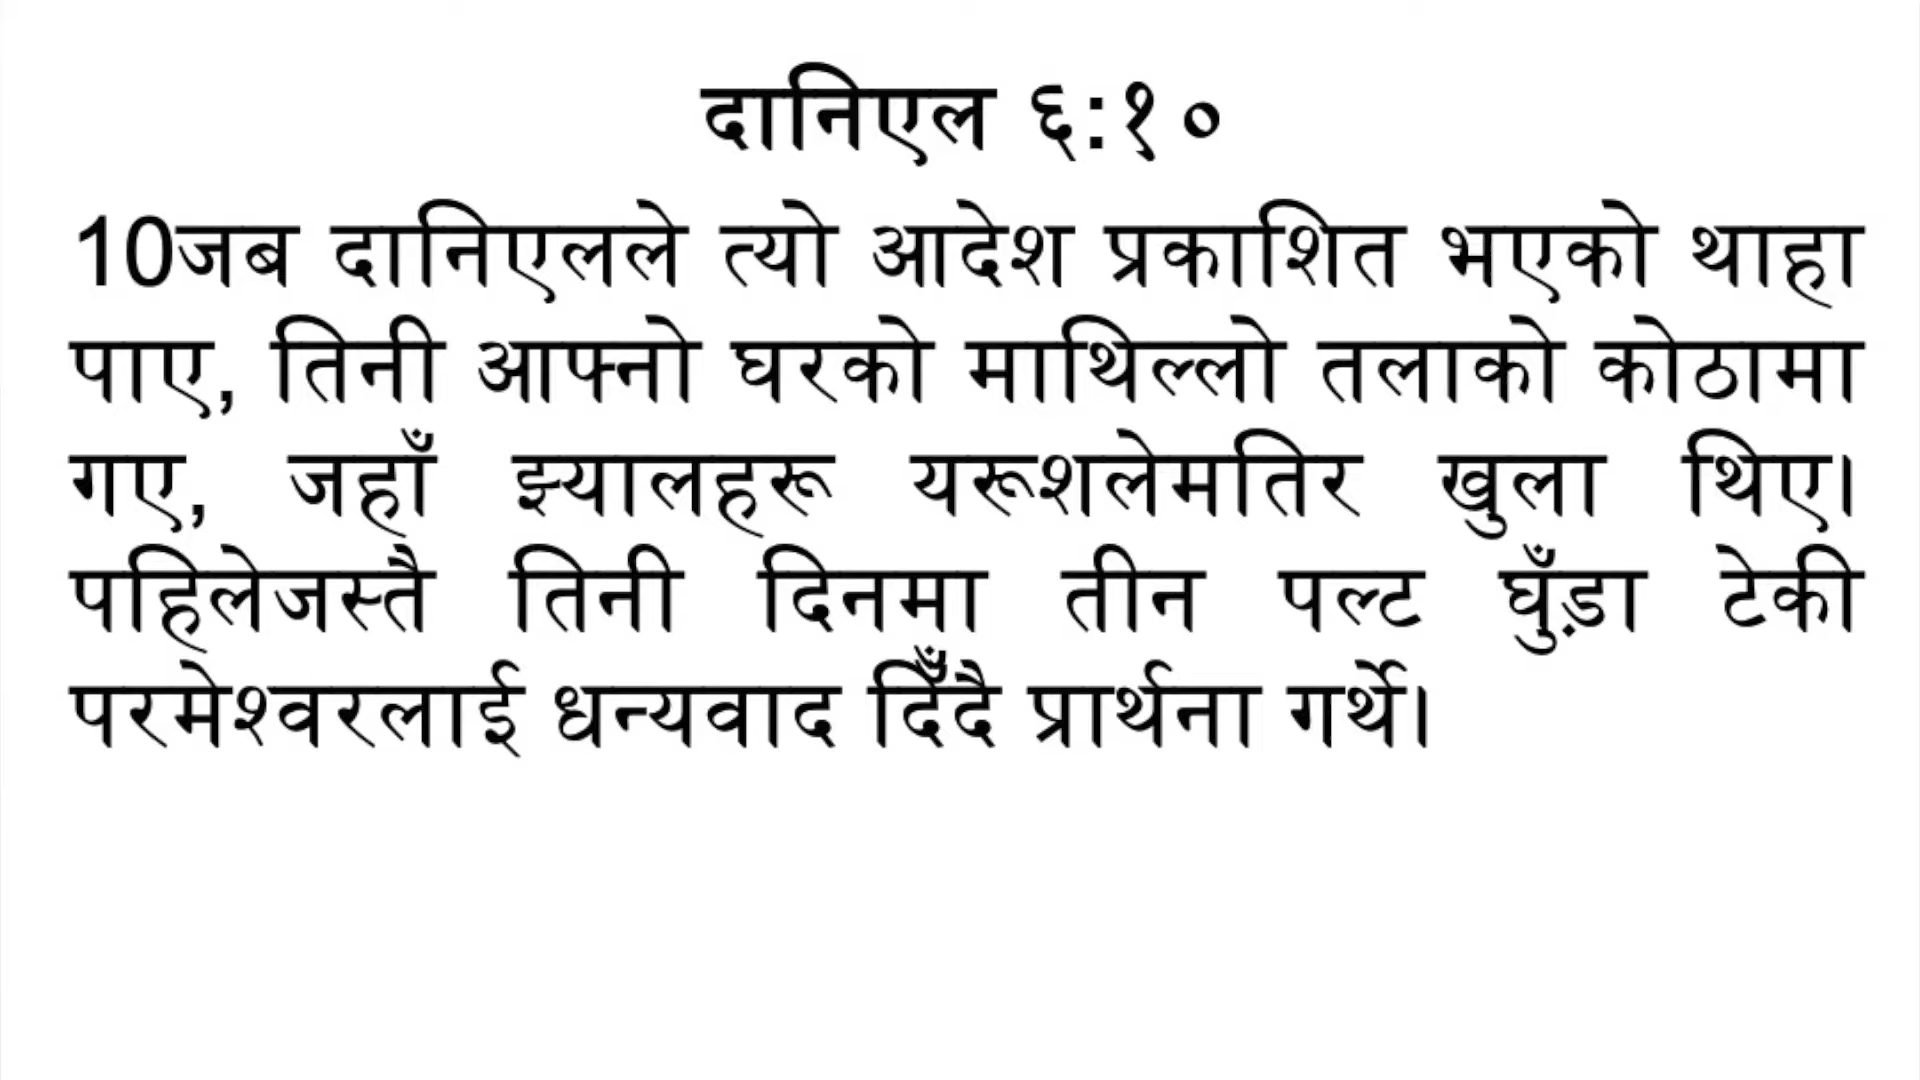 दानिएल ६:१०
10जब दानिएलले त्यो आदेश प्रकाशित भएको थाहा
पाए, तिनी आफ्नो घरको माथिल्लो तलाको कोठामा
गए, जहाँ झ्यालहरू यरूशलेमतिर खुला थिए।
पहिलेजस्तै तिनी दिनमा तीन पल्ट घुँड़ा टेकी
परमेश्‍वरलाई धन्यवाद दिँदै प्रार्थना गर्थे।